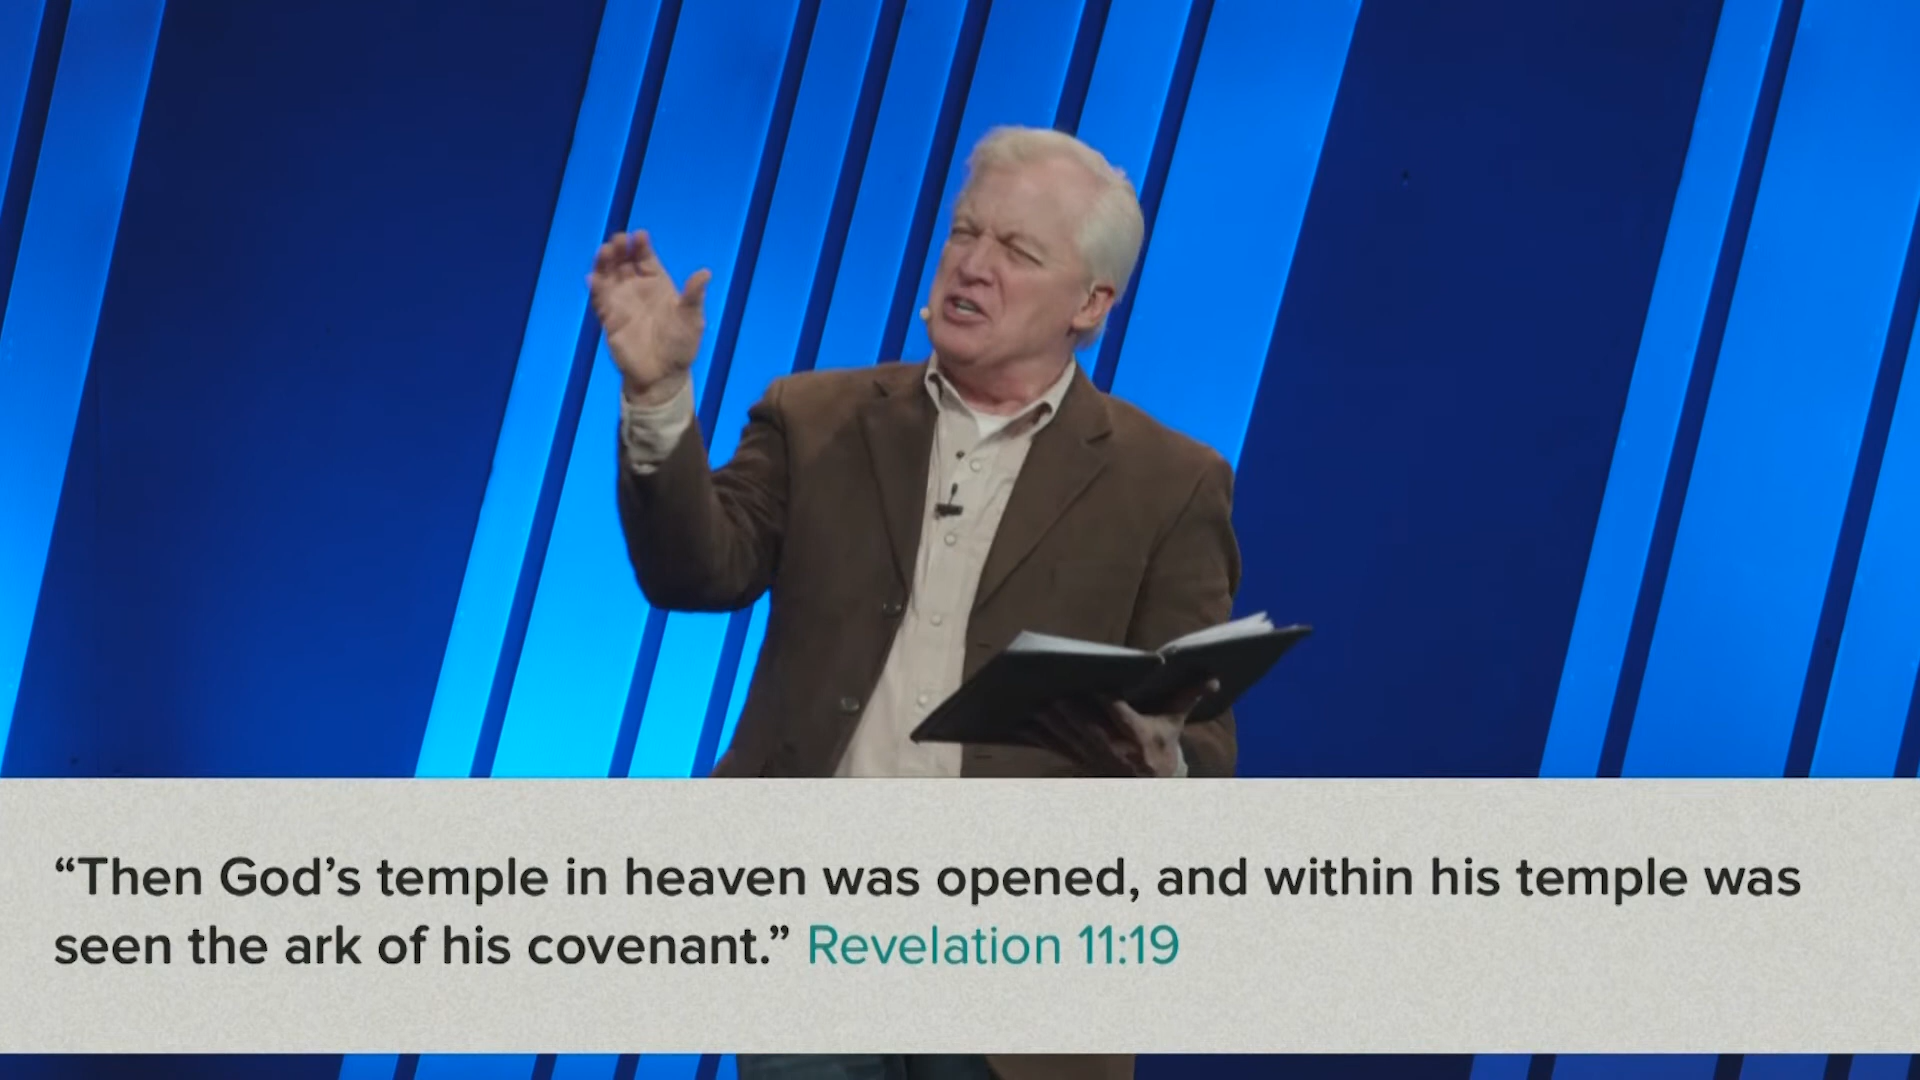 “Then God’s temple in heaven was opened, and within his temple was
seen the ark of his covenant.” Revelation 11:19